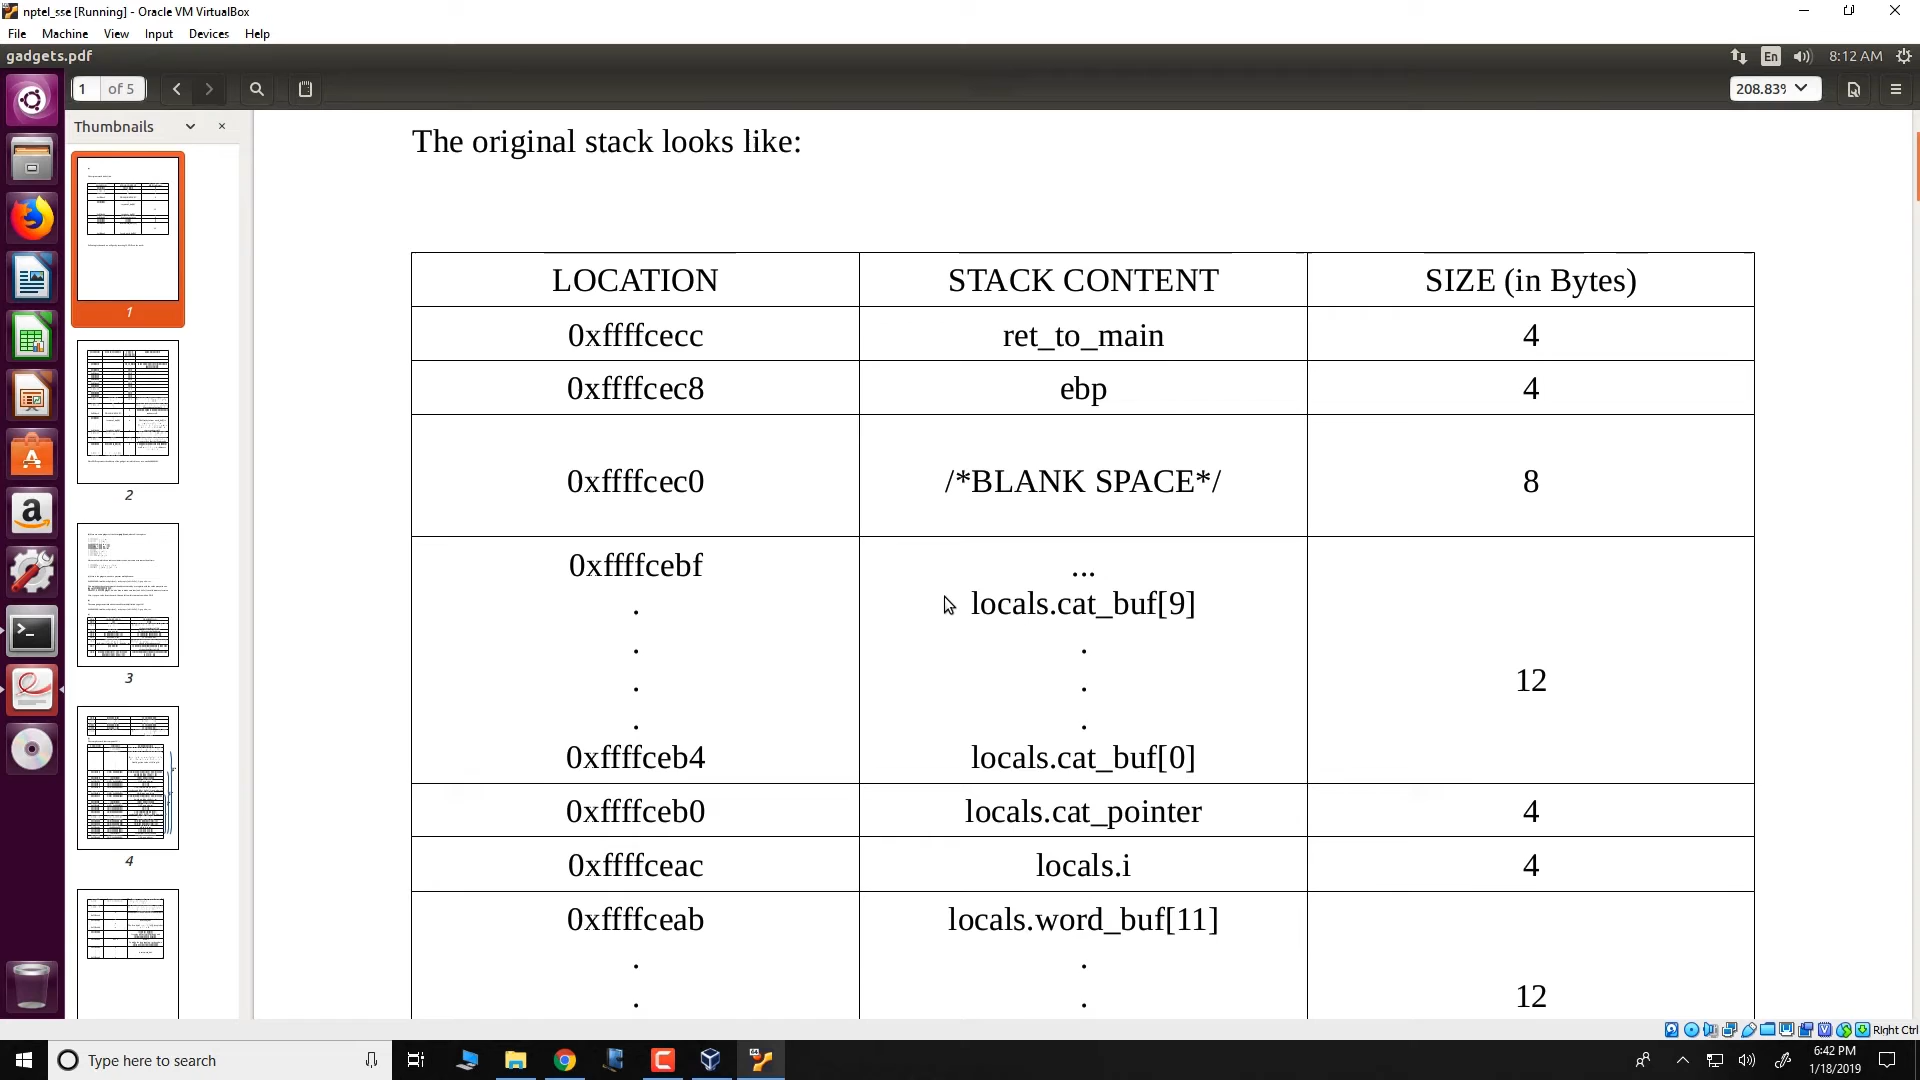 nptel_sse [Running] - Oracle VM VirtualBox
File Machine View Input Devices Help
gadgets.pdf
En
8:12 AM
1 of 5
208.83%
Thumbnails
1
2
3
4
The original stack looks like:
LOCATION STACK CONTENT SIZE (in Bytes)
0xffffcecc ret_to_main 4
0xffffcec8 ebp 4
0xffffcec0 /*BLANK SPACE*/ 8
0xffffcebf ...
. locals.cat_buf[9]
. .
. . 12
. .
0xffffceb4 locals.cat_buf[0]
0xffffceb0 locals.cat_pointer 4
0xffffceac locals.i 4
0xffffceab locals.word_buf[11]
. .
. . 12
Right Ctrl
Type here to search
6:42 PM
1/18/2019